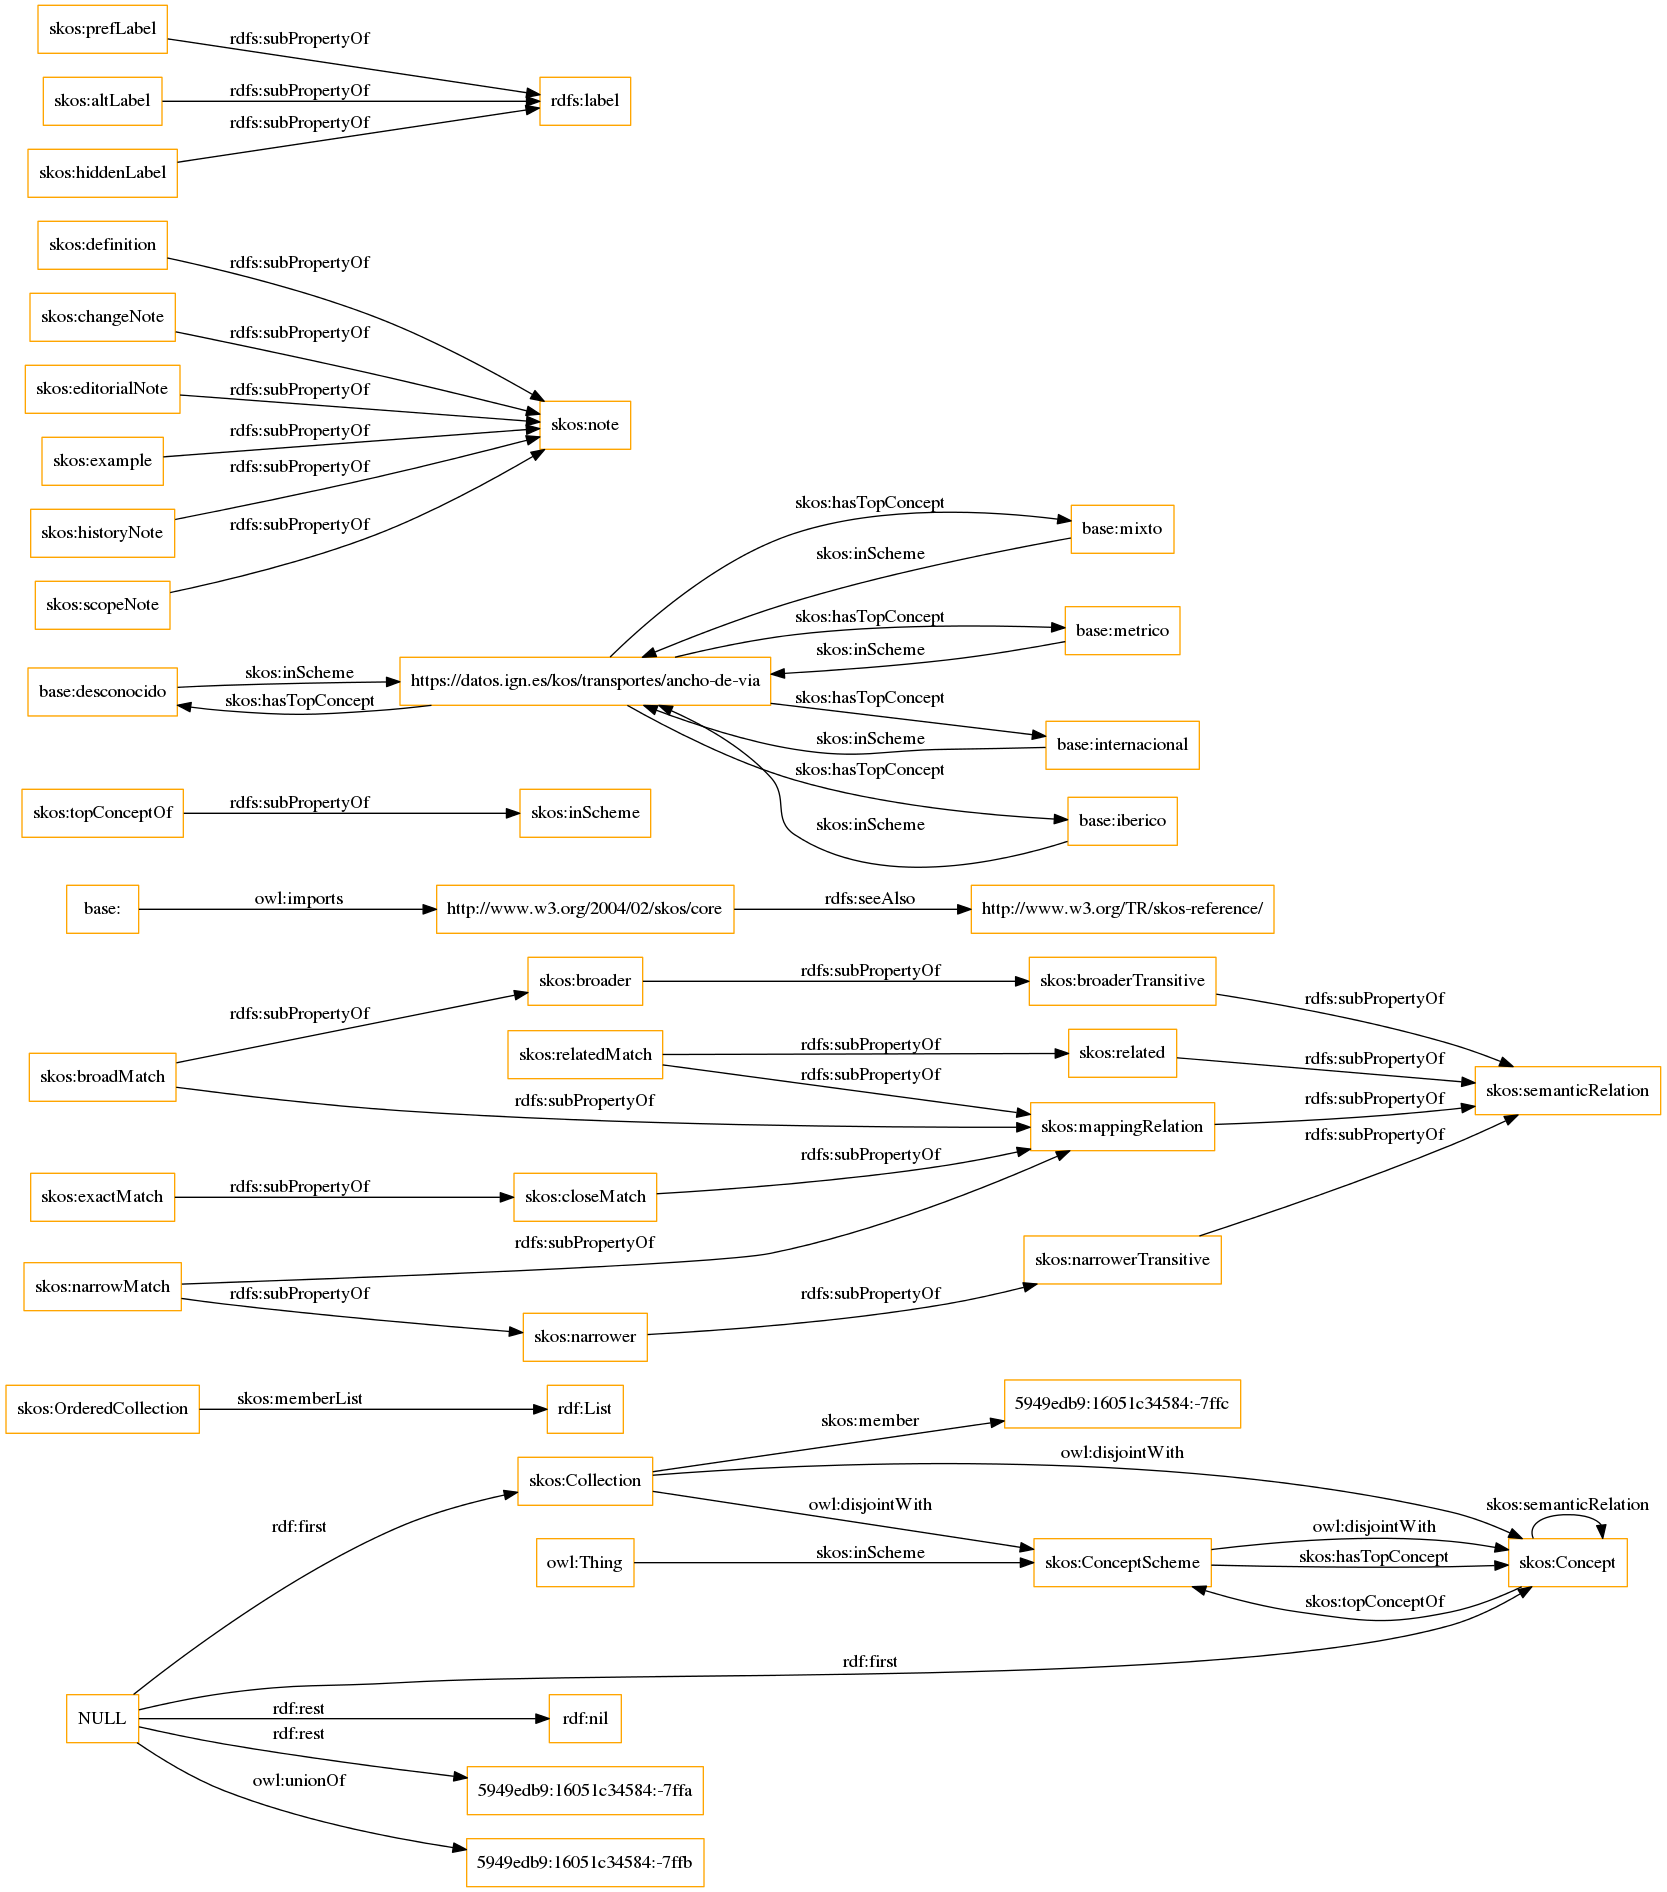 skos:prefLabel
rdfs:subPropertyOf
skos:altLabel
rdfs:subPropertyOf
rdfs:label
rdfs:subPropertyOf
skos:hiddenLabel
skos:definition
rdfs:subPropertyOf
skos:changeNote
rdfs:subPropertyOf
skos:editorialNote
rdfs:subPropertyOf
skos:note
rdfs:subPropertyOf
skos:example
rdfs:subPropertyOf
skos:historyNote
rdfs:subPropertyOf
skos:scopeNote
skos:hasTopConcept
base:mixto
skos:inScheme
skos:hasTopConcept
base:metrico
skos:inScheme
base:desconocido
skos:inScheme
skos:hasTopConcept
https://datos.ign.es/kos/transportes/ancho-de-via
skos:hasTopConcept
skos:inScheme
base:internacional
skos:hasTopConcept
base:iberico
skos:inScheme
skos:topConceptOf
rdfs:subPropertyOf
skos:inScheme
base:
owl:imports
http://www.w3.org/2004/02/skos/core
rdfs:seeAlso
http://www.w3.org/TR/skos-reference/
skos:broader
rdfs:subPropertyOf
skos:broaderTransitive
rdfs:subPropertyOf
rdfs:subPropertyOf
skos:relatedMatch
rdfs:subPropertyOf
skos:related
rdfs:subPropertyOf
skos:broadMatch
rdfs:subPropertyOf
skos:semanticRelation
rdfs:subPropertyOf
rdfs:subPropertyOf
skos:mappingRelation
rdfs:subPropertyOf
rdfs:subPropertyOf
skos:exactMatch
rdfs:subPropertyOf
skos:closeMatch
rdfs:subPropertyOf
skos:narrowerTransitive
skos:narrowMatch
rdfs:subPropertyOf
rdfs:subPropertyOf
skos:narrower
skos:OrderedCollection
skos:memberList
rdf:List
5949edb9:16051c34584:-7ffc
skos:member
owl:disjointWith
skos:Collection
owl:disjointWith
skos:semanticRelation
rdf:first
owl:disjointWith
owl:Thing
skos:inScheme
skos:ConceptScheme
skos:hasTopConcept
skos:Concept
skos:topConceptOf
rdf:first
NULL
rdf:rest
rdf:nil
rdf:rest
5949edb9:16051c34584:-7ffa
owl:unionOf
5949edb9:16051c34584:-7ffb